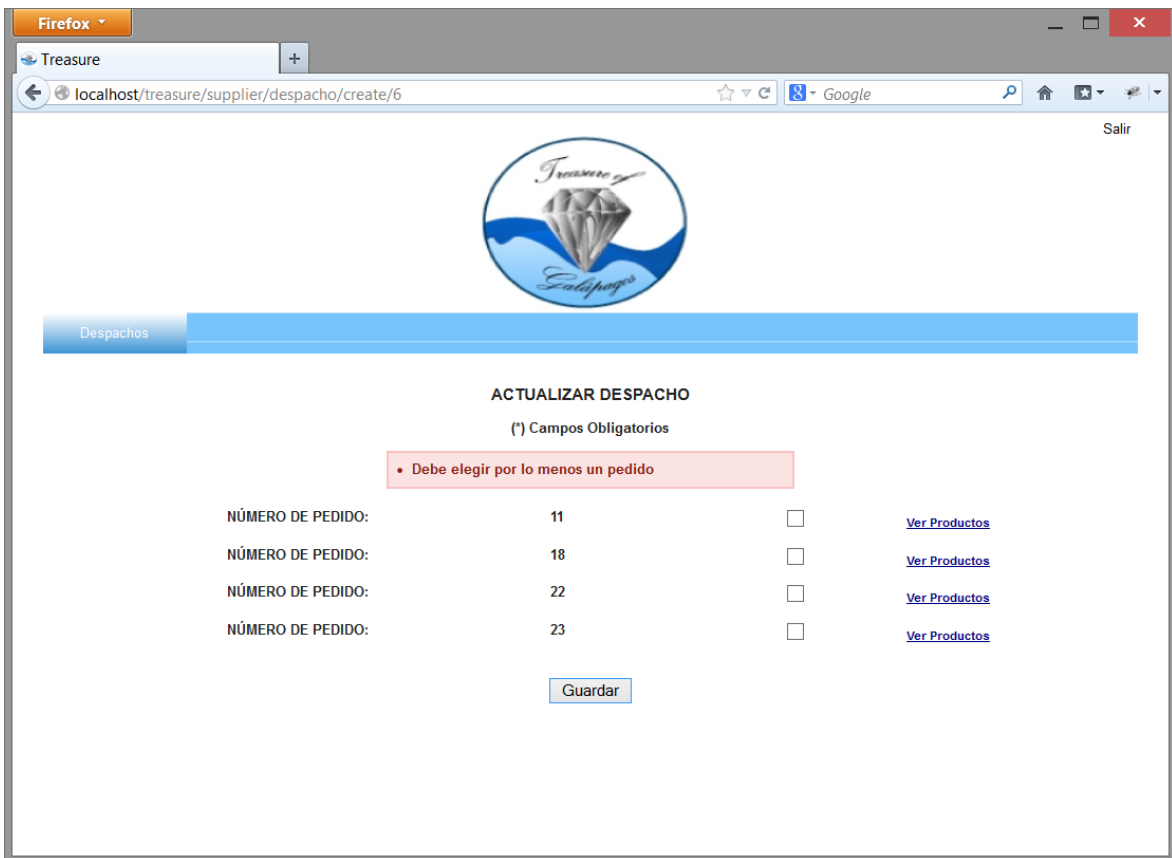 Firefox
Treasure
+
localhost/treasure/supplier/despacho/create/6
8 Google
Salir
Treasure of
Galápagos
Despachos
ACTUALIZAR DESPACHO
(*) Campos Obligatorios
• Debe elegir por lo menos un pedido
NÚMERO DE PEDIDO: 11 Ver Productos
NÚMERO DE PEDIDO: 18 Ver Productos
NÚMERO DE PEDIDO: 22 Ver Productos
NÚMERO DE PEDIDO: 23 Ver Productos
Guardar